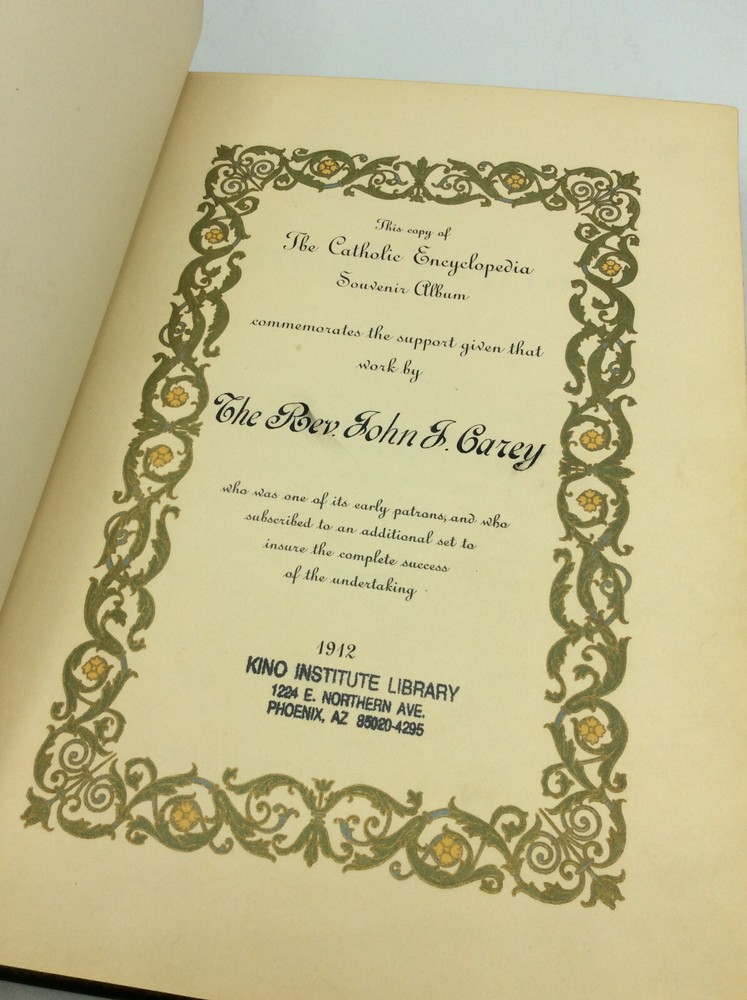 This copy of
The Catholic Encyclopedia
Souvenir Album
commemorates the support given that
work by
The Rev. John J. Carey
who was one of its early patrons, and who
subscribed to an additional set to
insure the complete success
of the undertaking
1912
KINO INSTITUTE LIBRARY
1224 E. NORTHERN AVE.
PHOENIX, AZ 85020-4295